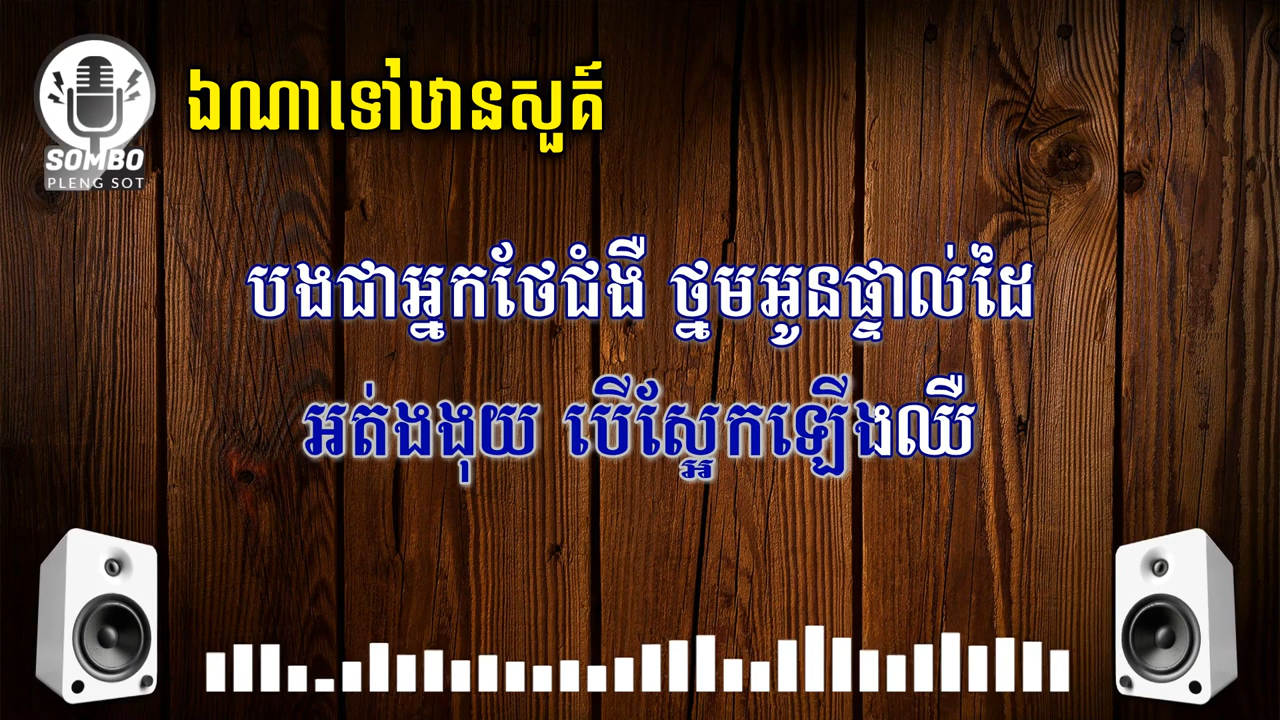 SOMBO
PLENG SOT
ឯណាទៅឋានសួគ៍
បងជាអ្នកថែជំងឺ ថ្នមអូនផ្ទាល់ដៃ
អត់ងងុយ បើស្អែកឡើងឈឺ